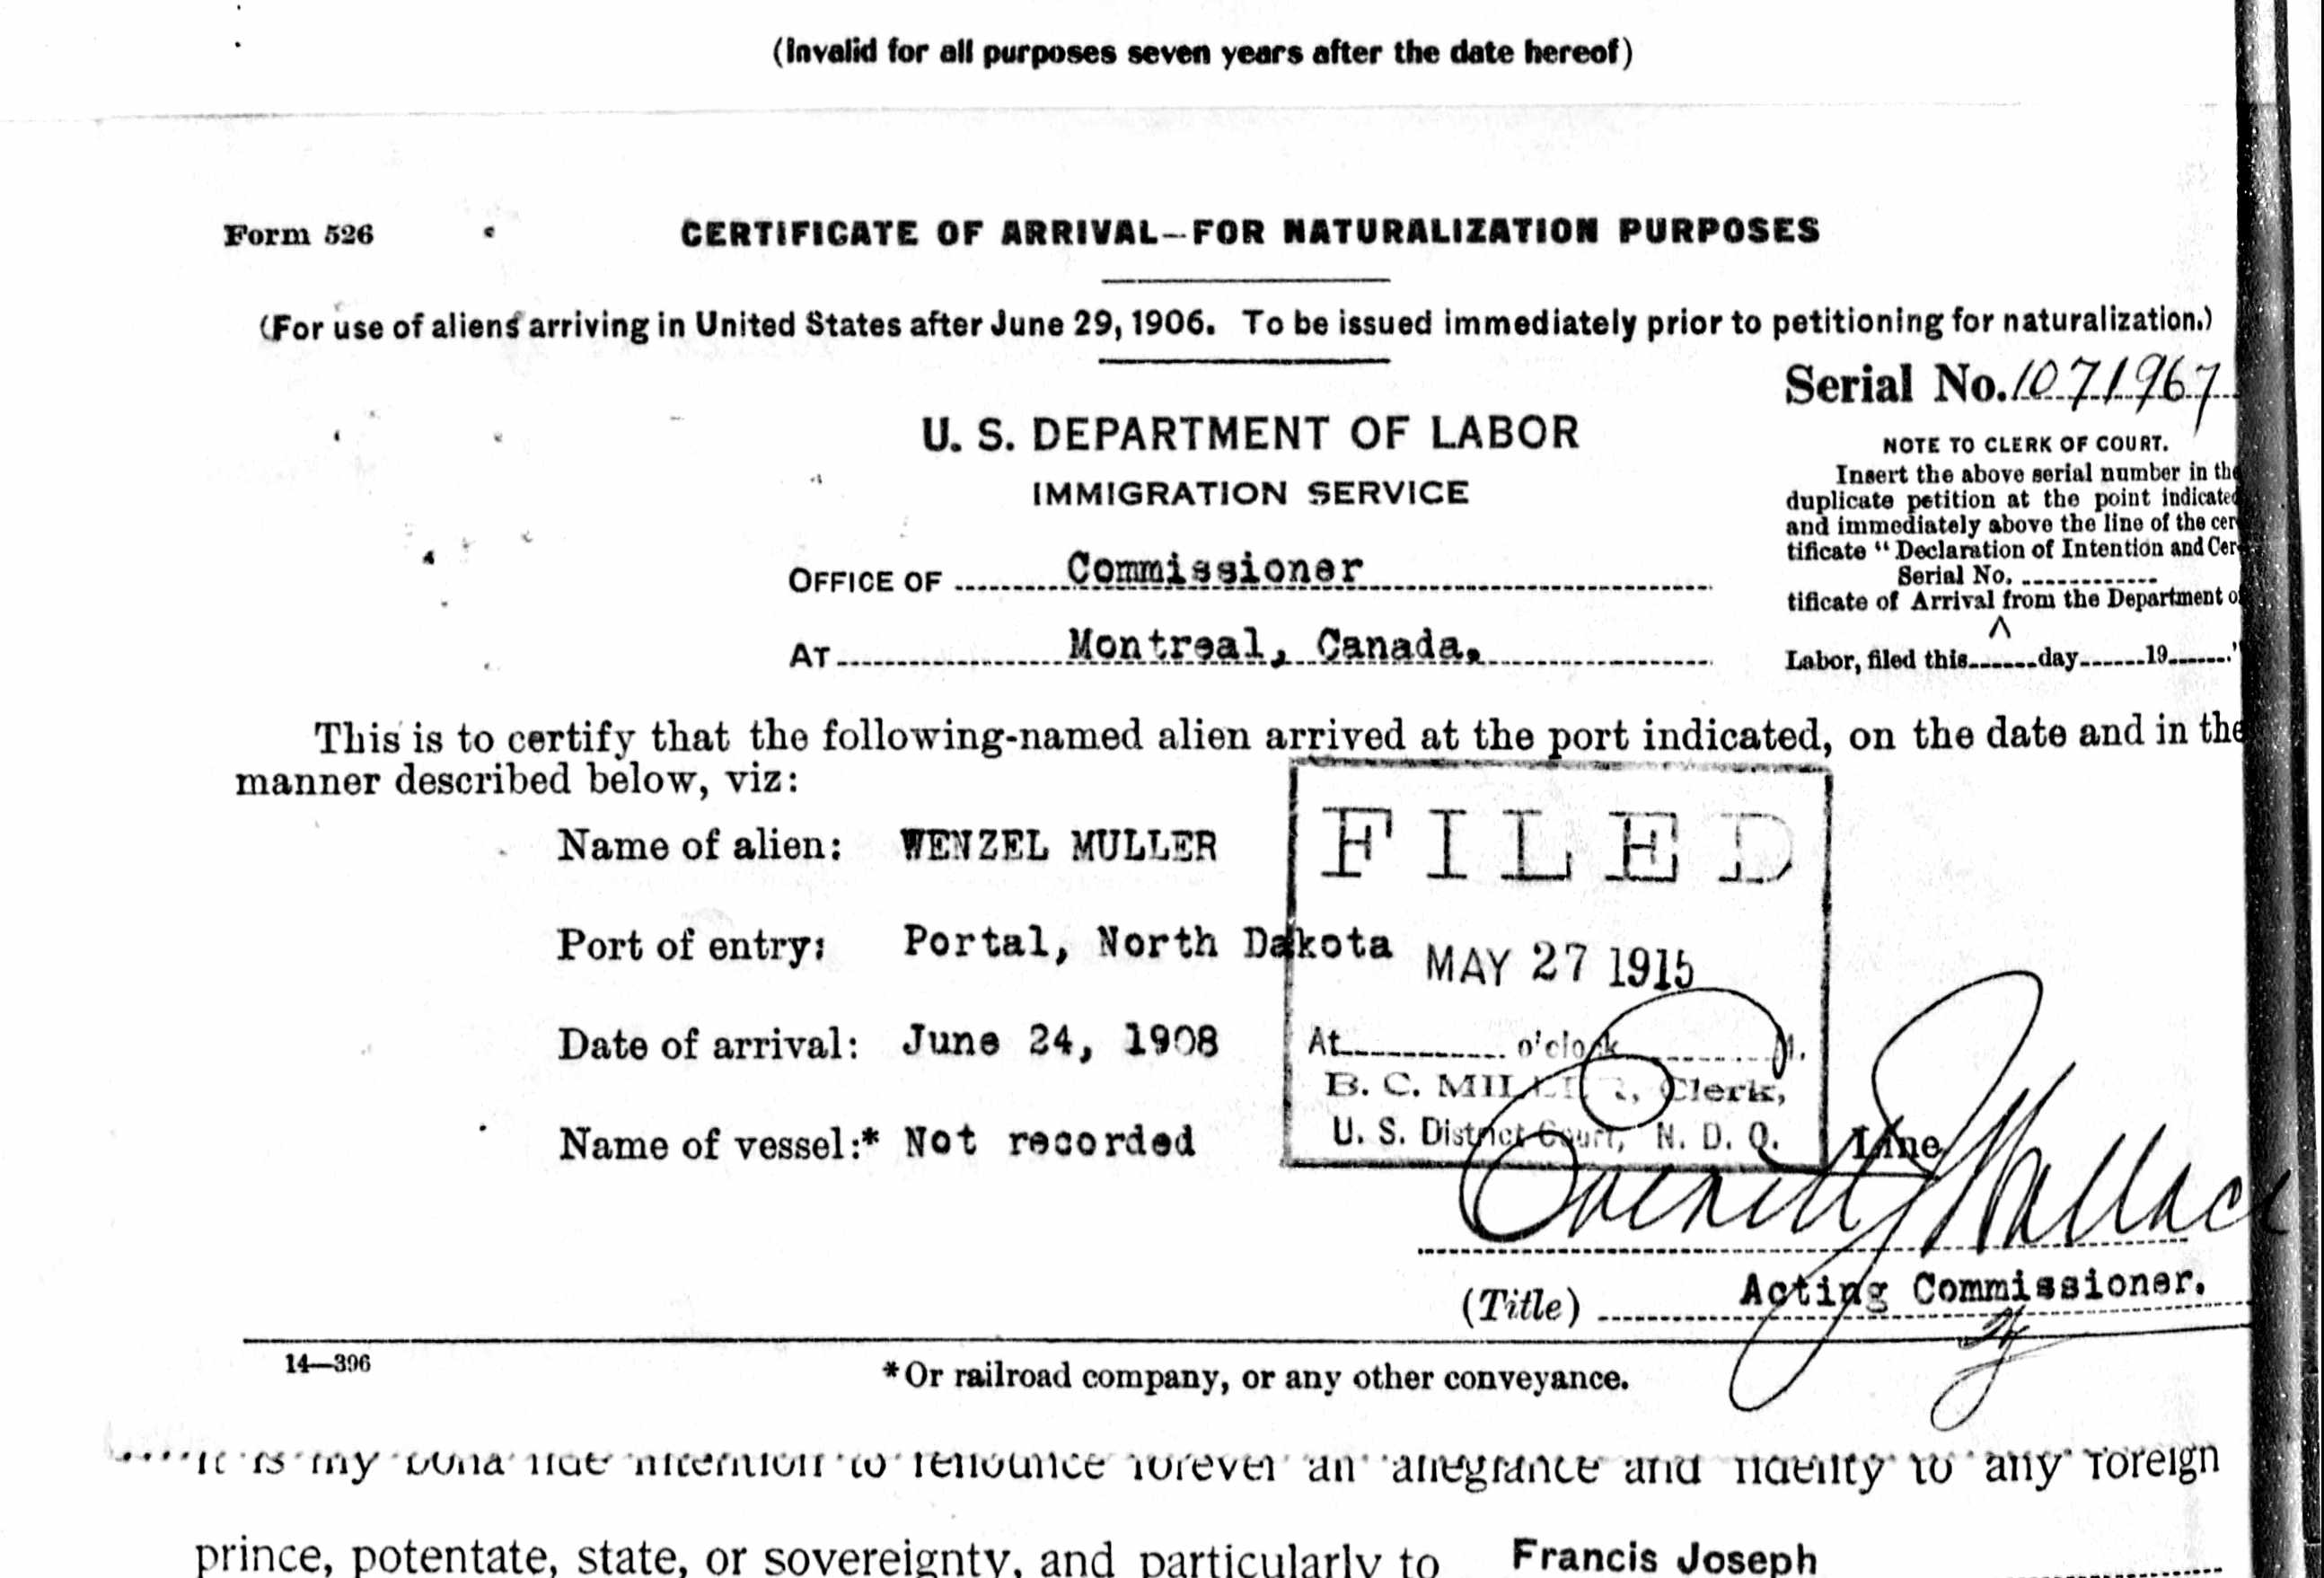 (Invalid for all purposes seven years after the date hereof)
Form 526
CERTIFICATE OF ARRIVAL—FOR NATURALIZATION PURPOSES
(For use of aliens arriving in United States after June 29, 1906. To be issued immediately prior to petitioning for naturalization.)
Serial No. 1071967
U. S. DEPARTMENT OF LABOR
IMMIGRATION SERVICE
OFFICE OF Commissioner
AT Montreal, Canada.
NOTE TO CLERK OF COURT.
Insert the above serial number in the
duplicate petition at the point indicated
and immediately above the line of the cer-
tificate "Declaration of Intention and Cer-
Serial No. ............
tificate of Arrival from the Department of
^
Labor, filed this......day......19......"
This is to certify that the following-named alien arrived at the port indicated, on the date and in the
manner described below, viz:
Name of alien: WENZEL MULLER
Port of entry: Portal, North Dakota
Date of arrival: June 24, 1908
Name of vessel:* Not recorded
Line
FILED
MAY 27 1915
At............ o'clock ........M.
B. C. MILLER, Clerk,
U. S. District Court, N. D. O.
Everett Wallace
(Title) Acting Commissioner.
14—396
*Or railroad company, or any other conveyance.
It is my bona fide intention to renounce forever all allegiance and fidelity to any foreign
prince, potentate, state, or sovereignty, and particularly to Francis Joseph